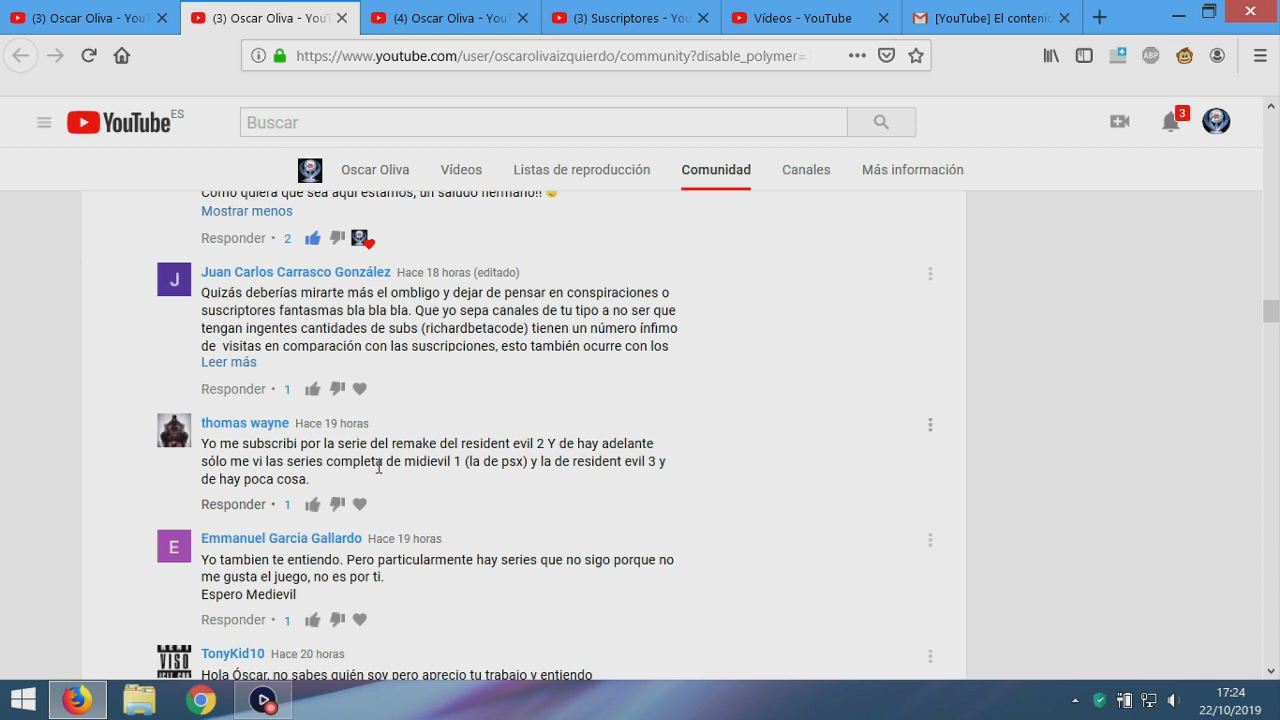 (3) Oscar Oliva - YouT
(3) Oscar Oliva - YouT
(4) Oscar Oliva - YouT
(3) Suscriptores - You
Vídeos - YouTube
[YouTube] El contenid
https://www.youtube.com/user/oscarolivaizquierdo/community?disable_polymer=
ABP
YouTube ES
Buscar
3
Oscar Oliva
Vídeos
Listas de reproducción
Comunidad
Canales
Más información
Como quiera que sea aquí estamos, un saludo hermano!!
Mostrar menos
Responder • 2
J
Juan Carlos Carrasco González Hace 18 horas (editado)
Quizás deberías mirarte más el ombligo y dejar de pensar en conspiraciones o
suscriptores fantasmas bla bla bla. Que yo sepa canales de tu tipo a no ser que
tengan ingentes cantidades de subs (richardbetacode) tienen un número ínfimo
de visitas en comparación con las suscripciones, esto también ocurre con los
Leer más
Responder • 1
thomas wayne Hace 19 horas
Yo me subscribi por la serie del remake del resident evil 2 Y de hay adelante
sólo me vi las series completa de midievil 1 (la de psx) y la de resident evil 3 y
de hay poca cosa.
Responder • 1
E
Emmanuel Garcia Gallardo Hace 19 horas
Yo tambien te entiendo. Pero particularmente hay series que no sigo porque no
me gusta el juego, no es por ti.
Espero Medievil
Responder • 1
VISO
TonyKid10 Hace 20 horas
Hola Óscar, no sabes quién soy pero aprecio tu trabajo y entiendo
17:24
22/10/2019